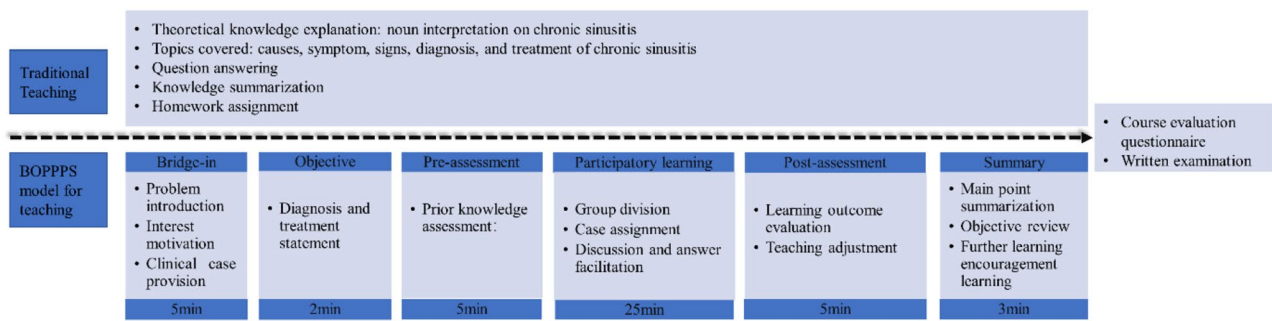 Traditional
Teaching
• Theoretical knowledge explanation: noun interpretation on chronic sinusitis
• Topics covered: causes, symptom, signs, diagnosis, and treatment of chronic sinusitis
• Question answering
• Knowledge summarization
• Homework assignment
• Course evaluation
questionnaire
• Written examination
BOPPPS
model for
teaching
Bridge-in
• Problem
introduction
• Interest
motivation
• Clinical case
provision
5min
Objective
• Diagnosis and
treatment
statement
2min
Pre-assessment
• Prior knowledge
assessment:
5min
Participatory learning
• Group division
• Case assignment
• Discussion and answer
facilitation
25min
Post-assessment
• Learning outcome
evaluation
• Teaching adjustment
5min
Summary
• Main point
summarization
• Objective review
• Further learning
encouragement
learning
3min